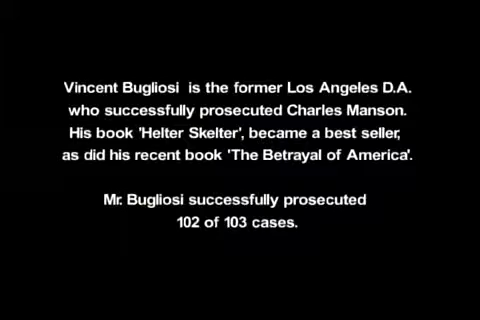 Vincent Bugliosi is the former Los Angeles D.A.
who successfully prosecuted Charles Manson.
His book 'Helter Skelter', became a best seller,
as did his recent book 'The Betrayal of America'.
Mr. Bugliosi successfully prosecuted
102 of 103 cases.